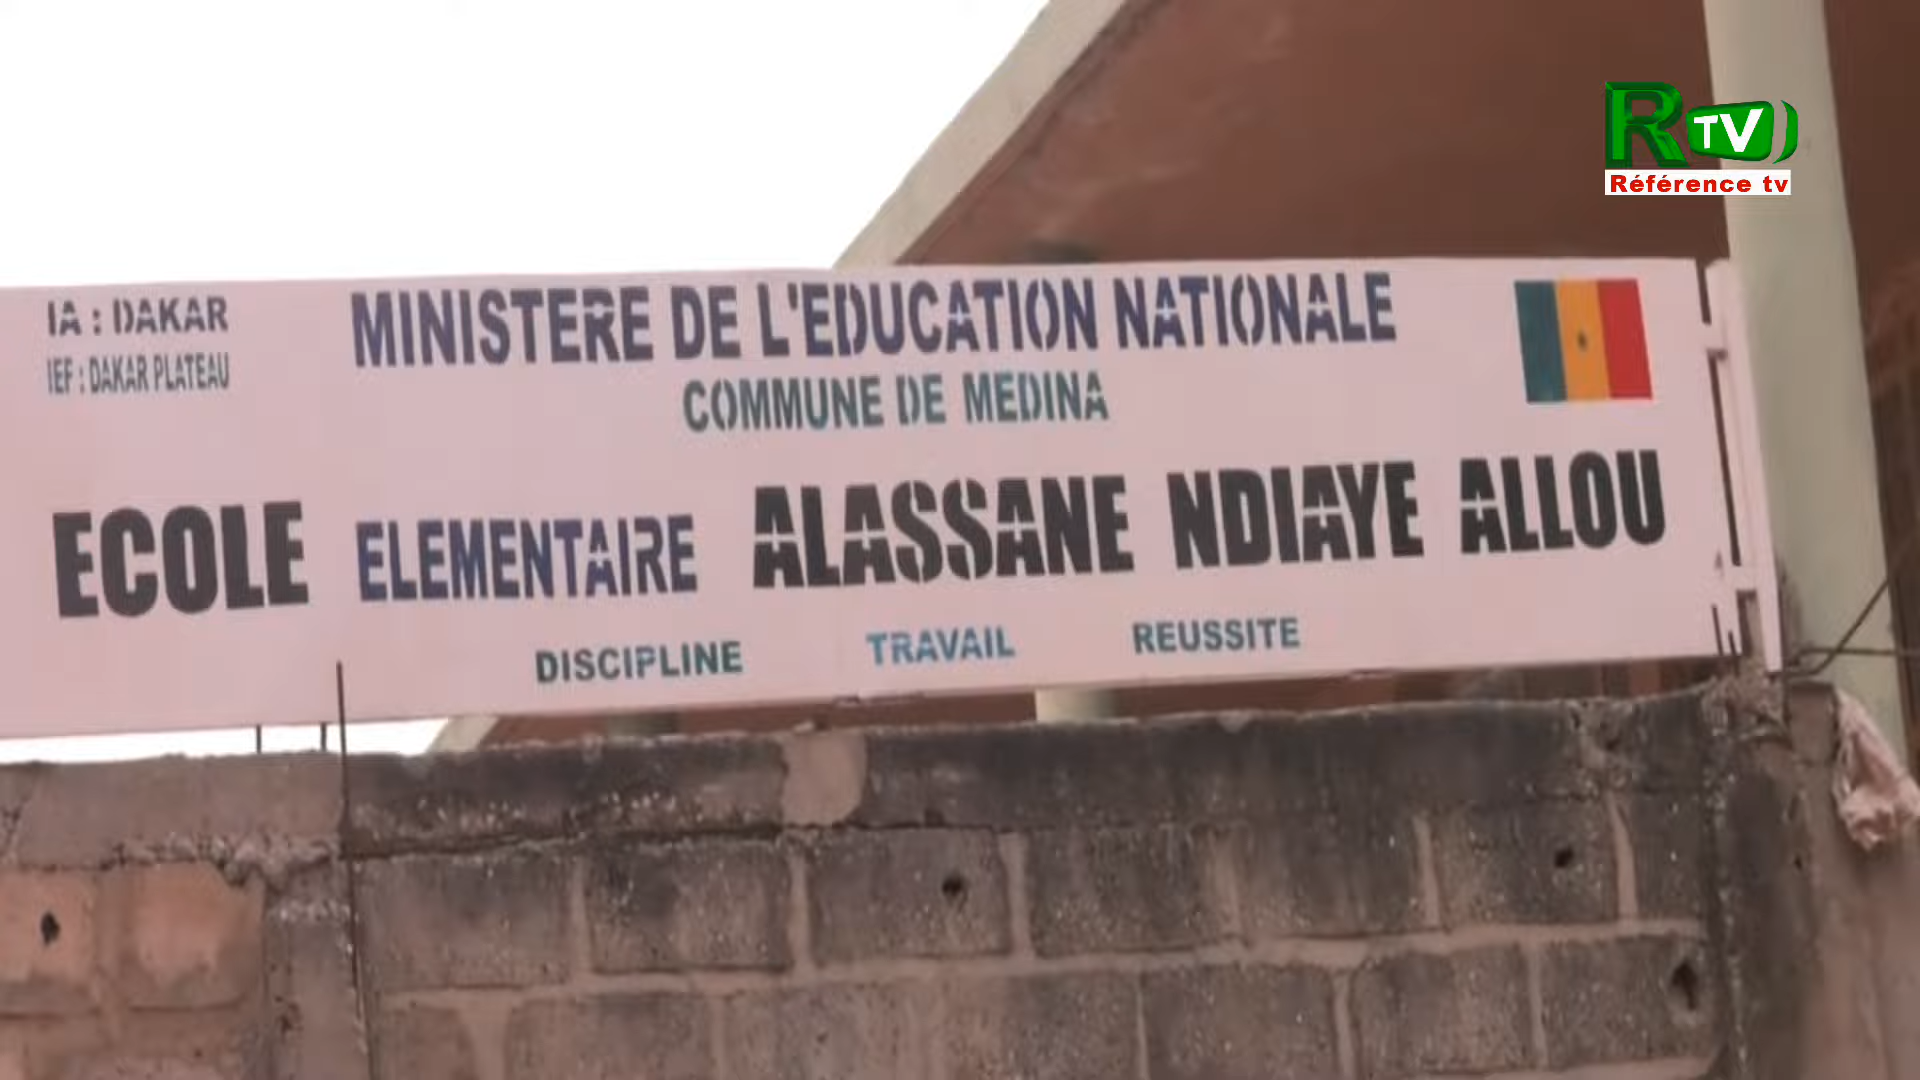 RTV
Référence tv
IA : DAKAR
IEF : DAKAR PLATEAU
MINISTERE DE L'EDUCATION NATIONALE
COMMUNE DE MEDINA
ECOLE ELEMENTAIRE ALASSANE NDIAYE ALLOU
DISCIPLINE TRAVAIL REUSSITE